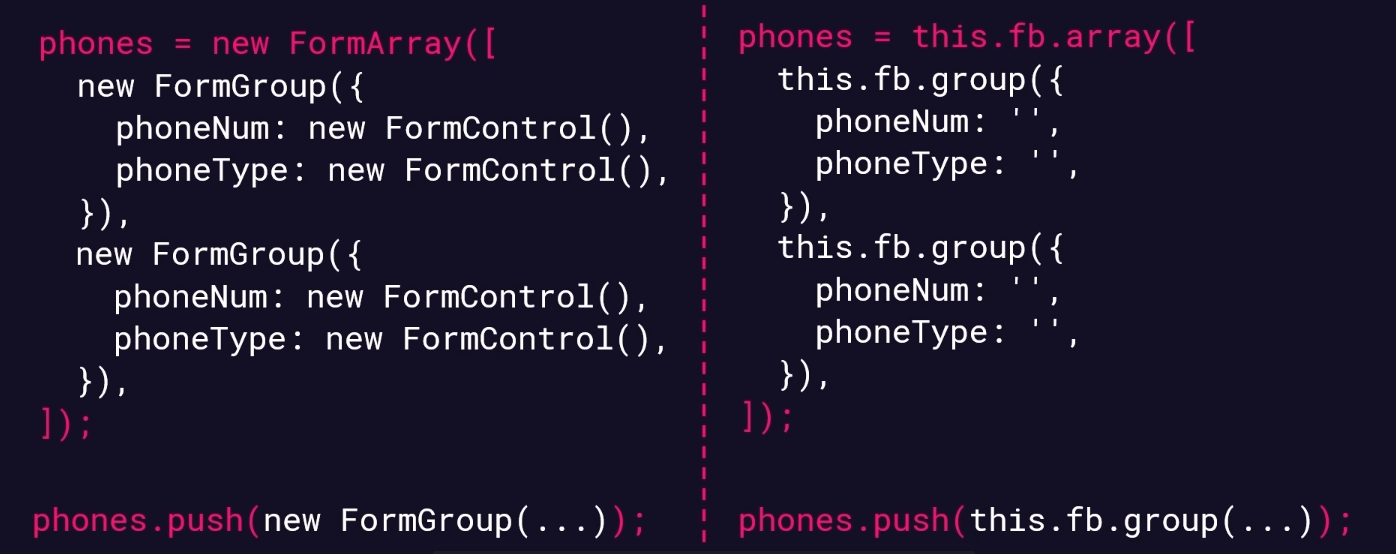 phones = new FormArray([
  new FormGroup({
    phoneNum: new FormControl(),
    phoneType: new FormControl(),
  }),
  new FormGroup({
    phoneNum: new FormControl(),
    phoneType: new FormControl(),
  }),
]);
phones.push(new FormGroup(...));
phones = this.fb.array([
  this.fb.group({
    phoneNum: '',
    phoneType: '',
  }),
  this.fb.group({
    phoneNum: '',
    phoneType: '',
  }),
]);
phones.push(this.fb.group(...));